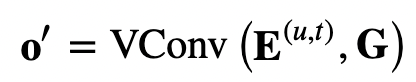 𝐨′ = VConv (𝐄^{(u,t)}, 𝐆)